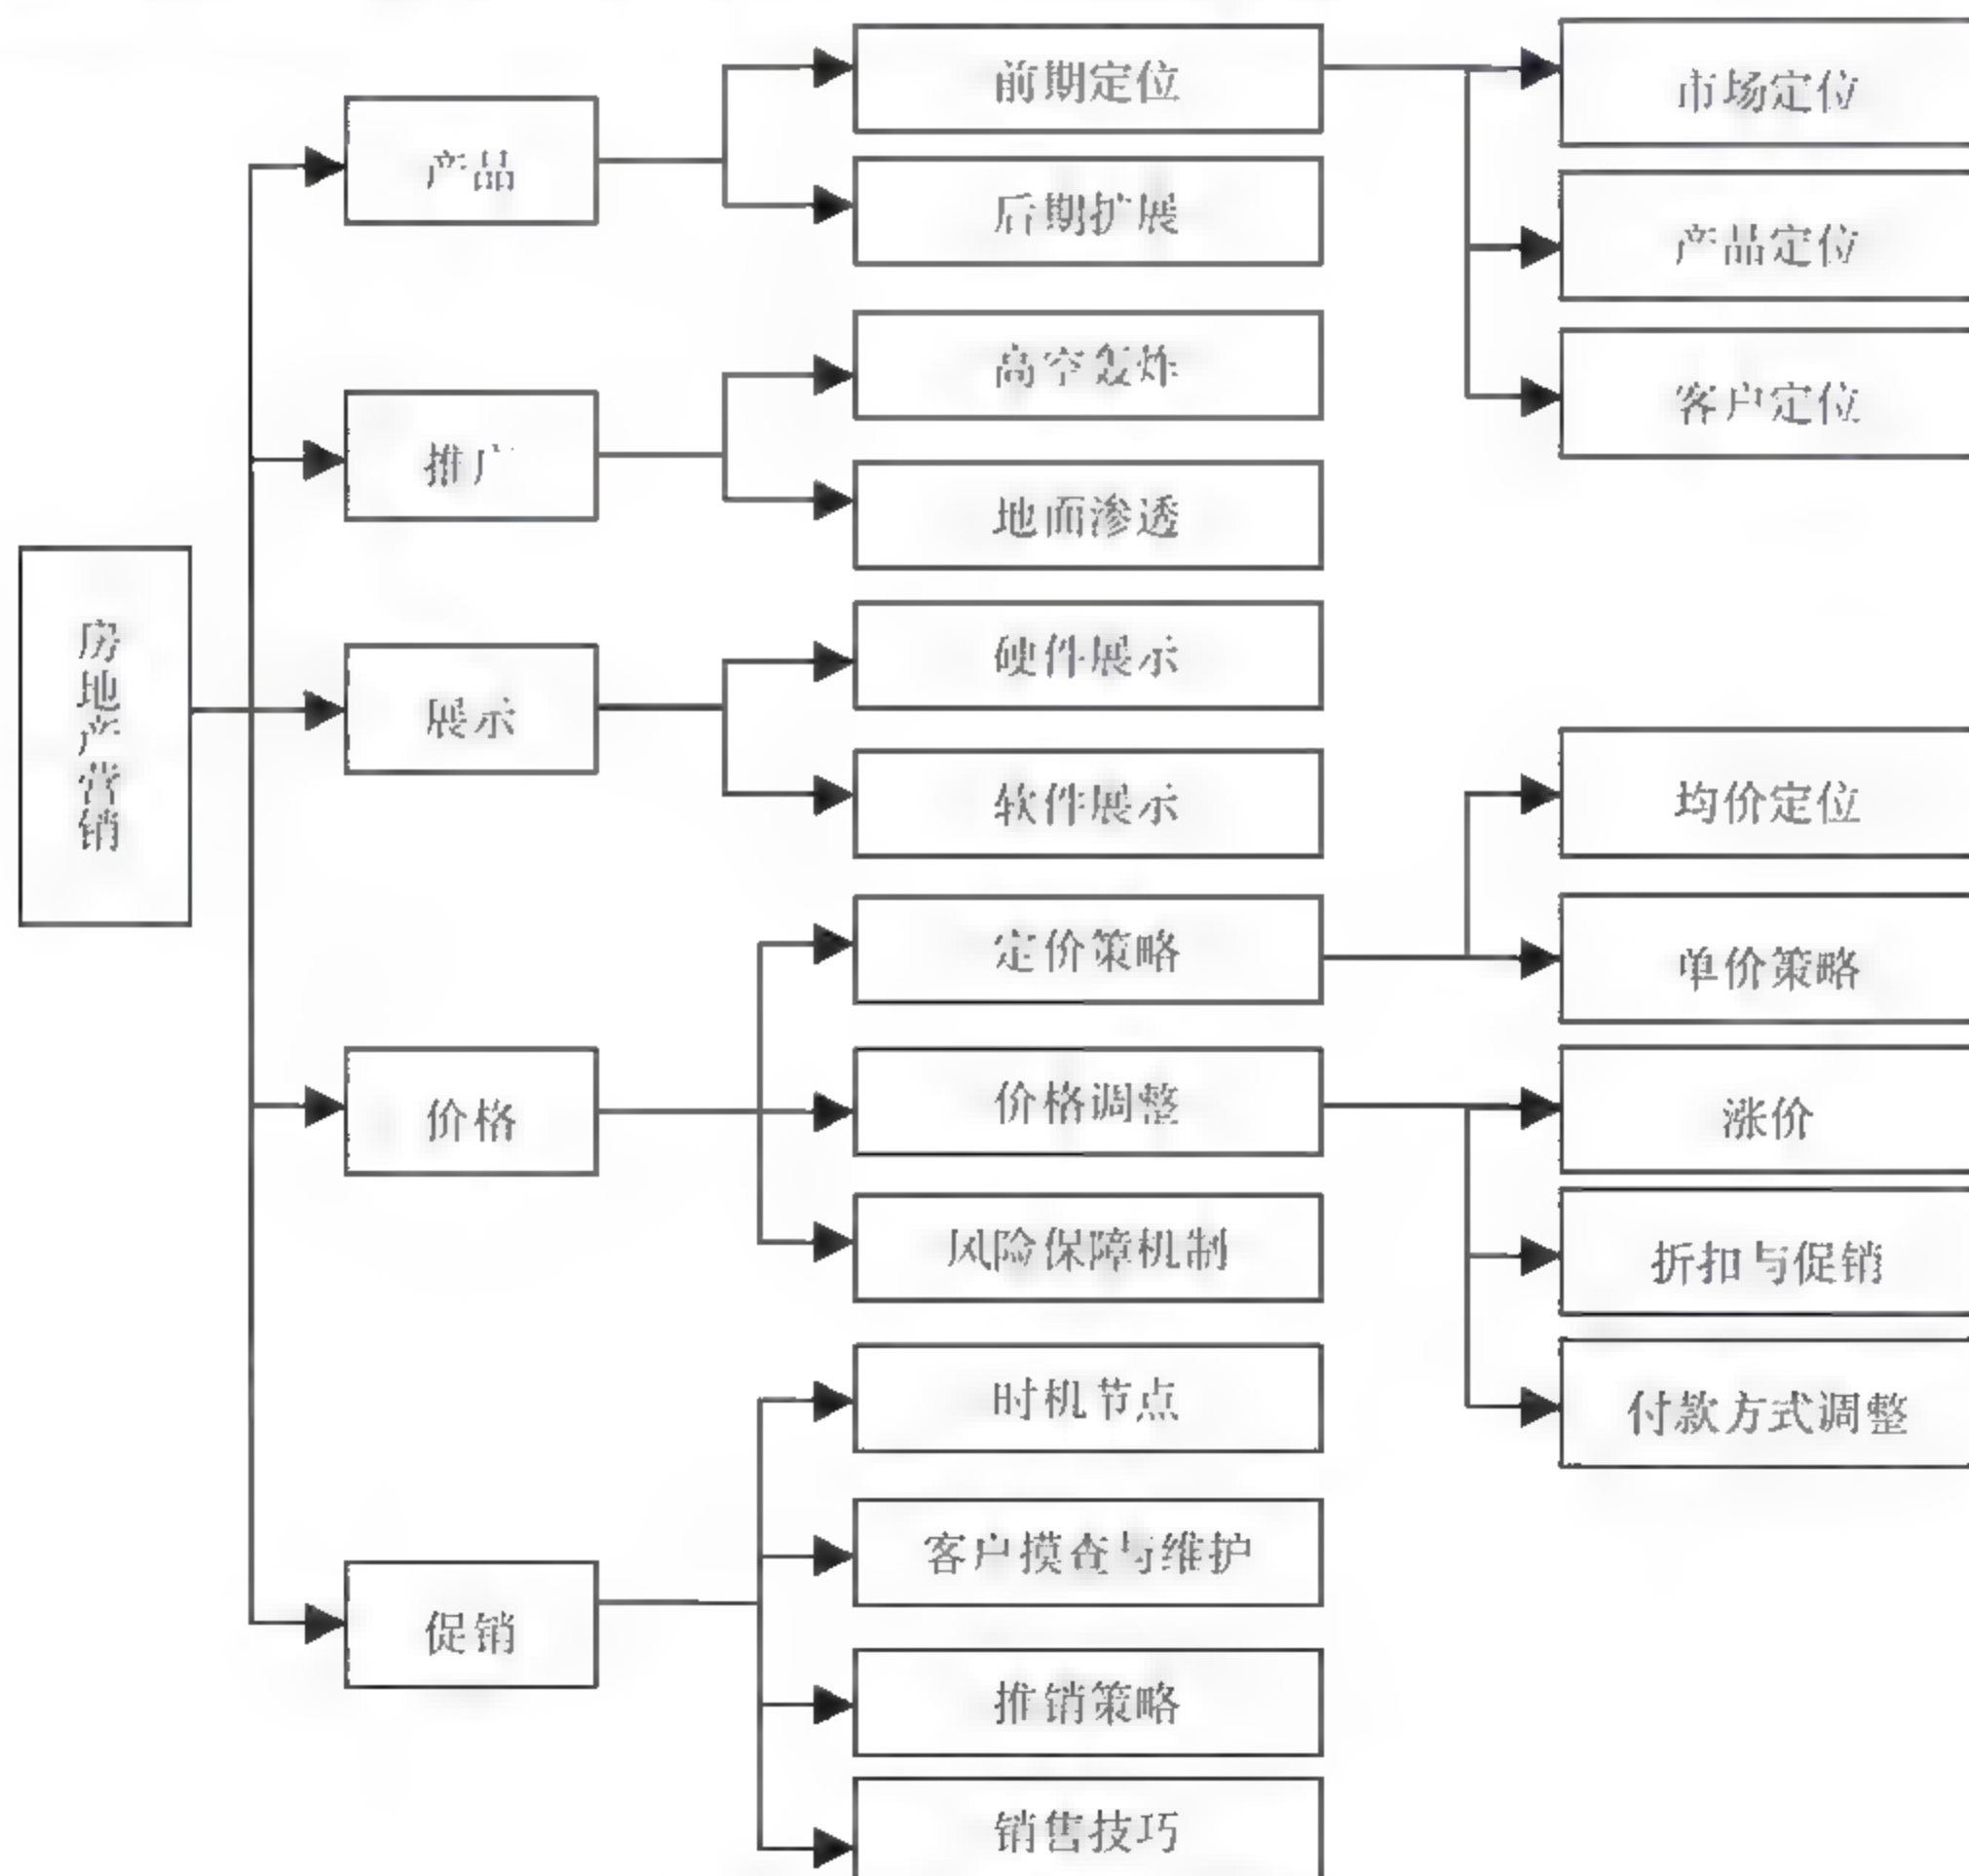 房地产营销
产品
前期定位
市场定位
产品定位
客户定位
后期扩展
推广
高空轰炸
地面渗透
展示
硬件展示
软件展示
价格
定价策略
均价定位
单价策略
价格调整
涨价
折扣与促销
付款方式调整
风险保障机制
促销
时机节点
客户摸查与维护
推销策略
销售技巧